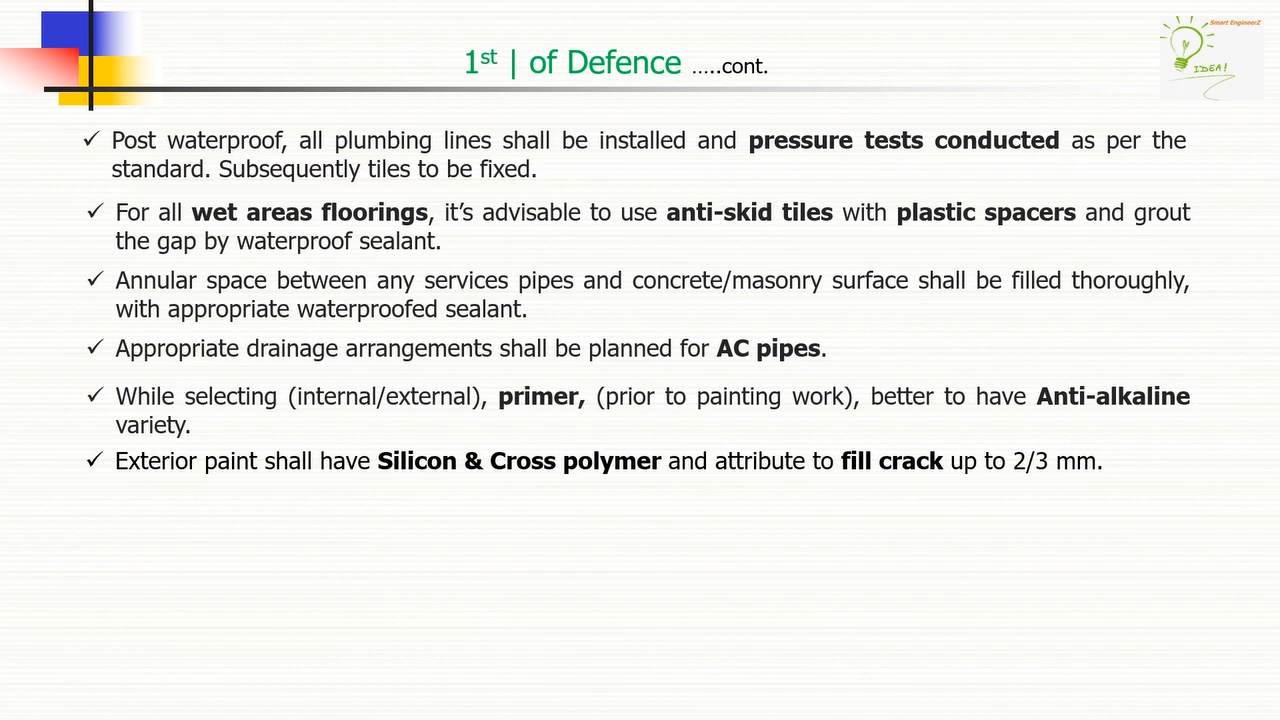 1st | of Defence …..cont.
Smart EngineerZ
IDEA!
✓ Post waterproof, all plumbing lines shall be installed and pressure tests conducted as per the
standard. Subsequently tiles to be fixed.
✓ For all wet areas floorings, it’s advisable to use anti-skid tiles with plastic spacers and grout
the gap by waterproof sealant.
✓ Annular space between any services pipes and concrete/masonry surface shall be filled thoroughly,
with appropriate waterproofed sealant.
✓ Appropriate drainage arrangements shall be planned for AC pipes.
✓ While selecting (internal/external), primer, (prior to painting work), better to have Anti-alkaline
variety.
✓ Exterior paint shall have Silicon & Cross polymer and attribute to fill crack up to 2/3 mm.